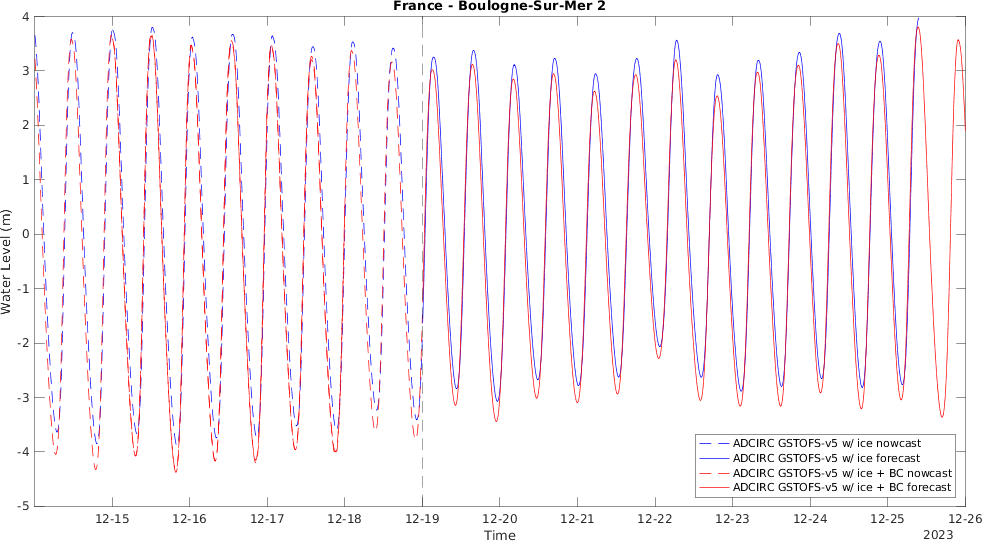 France - Boulogne-Sur-Mer 2
4
3
2
1
0
-1
-2
-3
-4
-5
Water Level (m)
ADCIRC GSTOFS-v5 w/ ice nowcast
ADCIRC GSTOFS-v5 w/ ice forecast
ADCIRC GSTOFS-v5 w/ ice + BC nowcast
ADCIRC GSTOFS-v5 w/ ice + BC forecast
12-15 12-16 12-17 12-18 12-19 12-20 12-21 12-22 12-23 12-24 12-25 12-26
Time
2023